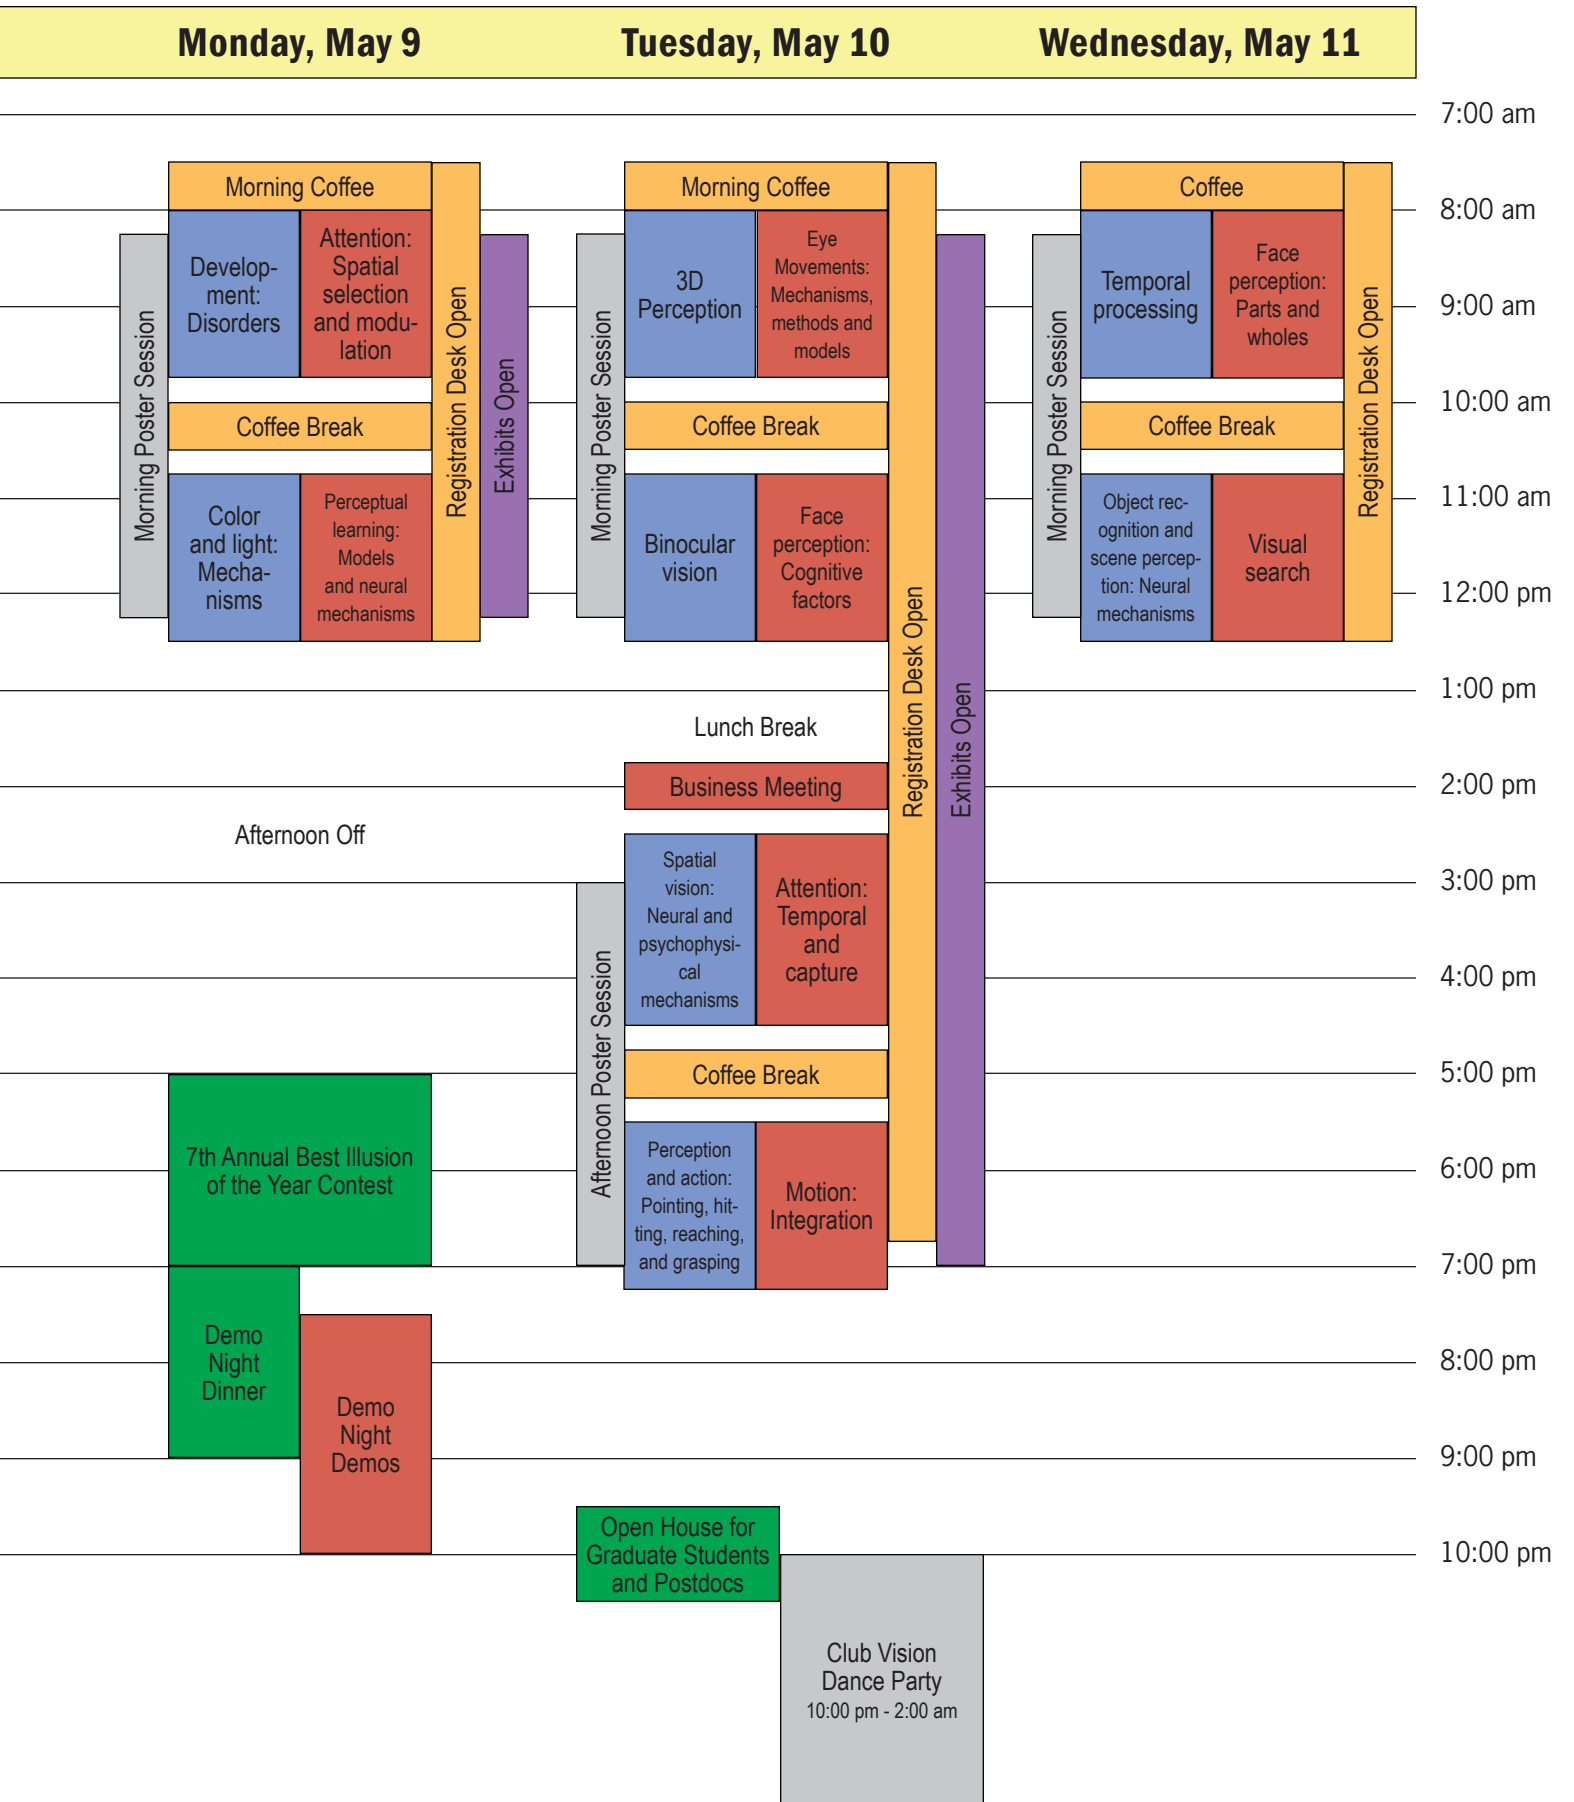 Monday, May 9
Tuesday, May 10
Wednesday, May 11
7:00 am
8:00 am
9:00 am
10:00 am
11:00 am
12:00 pm
1:00 pm
2:00 pm
3:00 pm
4:00 pm
5:00 pm
6:00 pm
7:00 pm
8:00 pm
9:00 pm
10:00 pm
Morning Coffee
Morning Poster Session
Develop-
ment:
Disorders
Attention:
Spatial
selection
and modu-
lation
Registration Desk Open
Exhibits Open
Coffee Break
Color
and light:
Mecha-
nisms
Perceptual
learning:
Models
and neural
mechanisms
Afternoon Off
7th Annual Best Illusion
of the Year Contest
Demo
Night
Dinner
Demo
Night
Demos
Morning Coffee
Morning Poster Session
3D
Perception
Eye
Movements:
Mechanisms,
methods and
models
Registration Desk Open
Exhibits Open
Coffee Break
Binocular
vision
Face
perception:
Cognitive
factors
Lunch Break
Business Meeting
Afternoon Poster Session
Spatial
vision:
Neural and
psychophysi-
cal
mechanisms
Attention:
Temporal
and
capture
Coffee Break
Perception
and action:
Pointing, hit-
ting, reaching,
and grasping
Motion:
Integration
Open House for
Graduate Students
and Postdocs
Club Vision
Dance Party
10:00 pm - 2:00 am
Coffee
Morning Poster Session
Temporal
processing
Face
perception:
Parts and
wholes
Registration Desk Open
Coffee Break
Object rec-
ognition and
scene percep-
tion: Neural
mechanisms
Visual
search